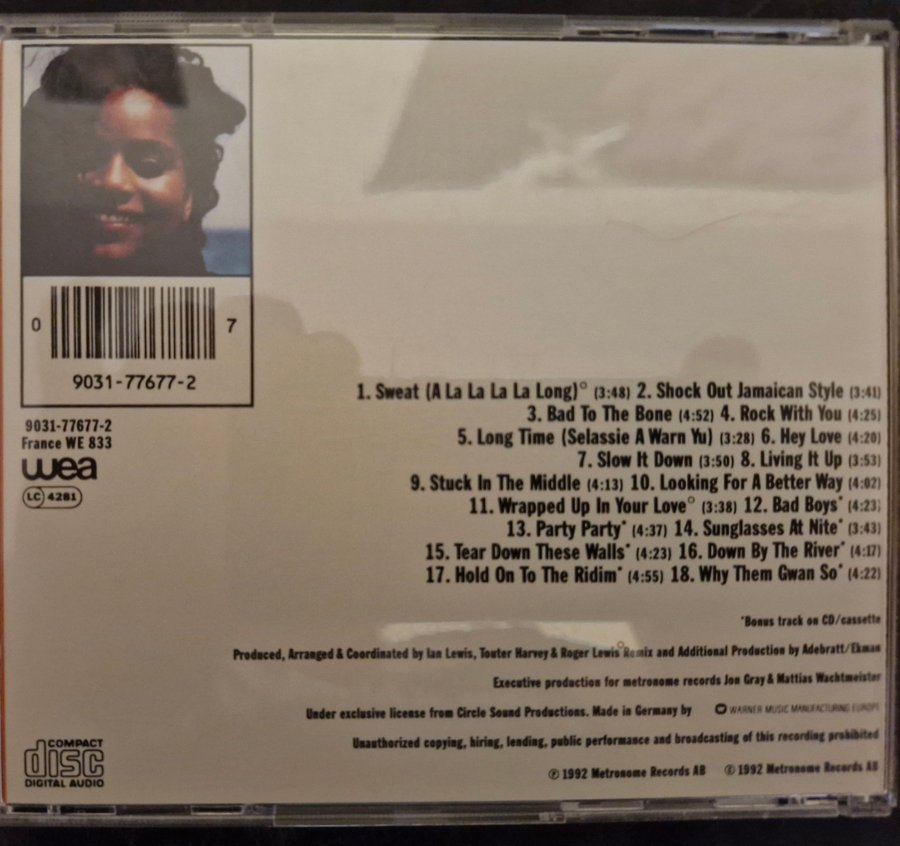 0 7
9031-77677-2
9031-77677-2
France WE 833
wea
LC 4281
1. Sweat (A La La La La Long)° (3:48) 2. Shock Out Jamaican Style (3:41)
3. Bad To The Bone (4:52) 4. Rock With You (4:25)
5. Long Time (Selassie A Warn Yu) (3:28) 6. Hey Love (4:20)
7. Slow It Down (3:50) 8. Living It Up (3:53)
9. Stuck In The Middle (4:13) 10. Looking For A Better Way (4:02)
11. Wrapped Up In Your Love° (3:38) 12. Bad Boys* (4:23)
13. Party Party* (4:37) 14. Sunglasses At Nite* (3:43)
15. Tear Down These Walls* (4:23) 16. Down By The River* (4:17)
17. Hold On To The Ridim* (4:55) 18. Why Them Gwan So* (4:22)
*Bonus track on CD/cassette
Produced, Arranged & Coordinated by Ian Lewis, Touter Harvey & Roger Lewis °Remix and Additional Production by Adebratt/Ekman
Executive production for metronome records Jon Gray & Mattias Wachtmeister
Under exclusive license from Circle Sound Productions. Made in Germany by WARNER MUSIC MANUFACTURING EUROPE
Unauthorized copying, hiring, lending, public performance and broadcasting of this recording prohibited
℗ 1992 Metronome Records AB © 1992 Metronome Records AB
COMPACT
disc
DIGITAL AUDIO